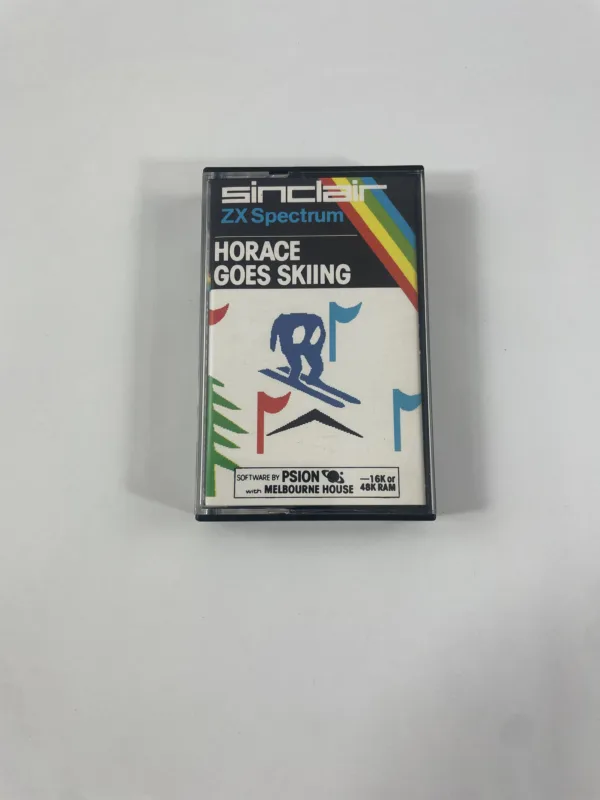 sinclair
ZX Spectrum
HORACE
GOES SKIING
SOFTWARE BY PSION
with MELBOURNE HOUSE
—16K or
48K RAM